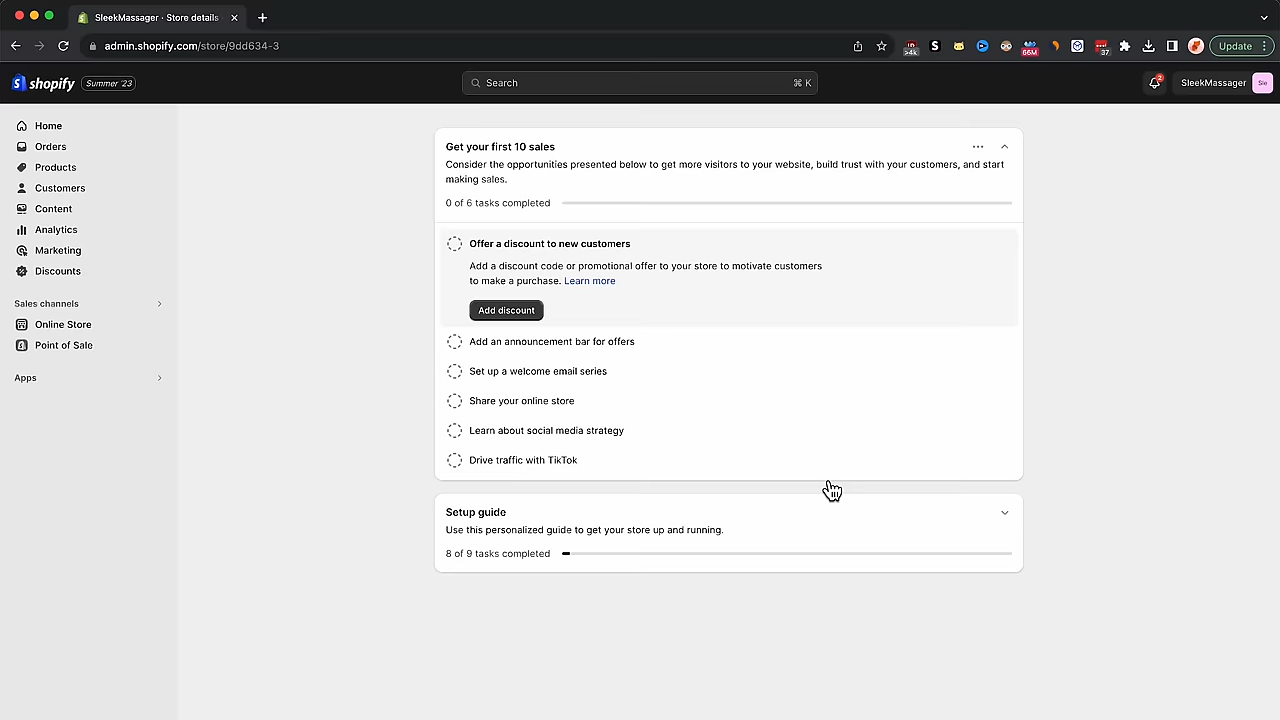 SleekMassager · Store details
admin.shopify.com/store/9dd634-3
>4k
S
66M
37
Update
shopify
Summer '23
Search
⌘ K
2
SleekMassager
Sle
Home
Orders
Products
Customers
Content
Analytics
Marketing
Discounts
Sales channels
Online Store
Point of Sale
Apps
Get your first 10 sales
Consider the opportunities presented below to get more visitors to your website, build trust with your customers, and start
making sales.
0 of 6 tasks completed
Offer a discount to new customers
Add a discount code or promotional offer to your store to motivate customers
to make a purchase. Learn more
Add discount
Add an announcement bar for offers
Set up a welcome email series
Share your online store
Learn about social media strategy
Drive traffic with TikTok
Setup guide
Use this personalized guide to get your store up and running.
8 of 9 tasks completed